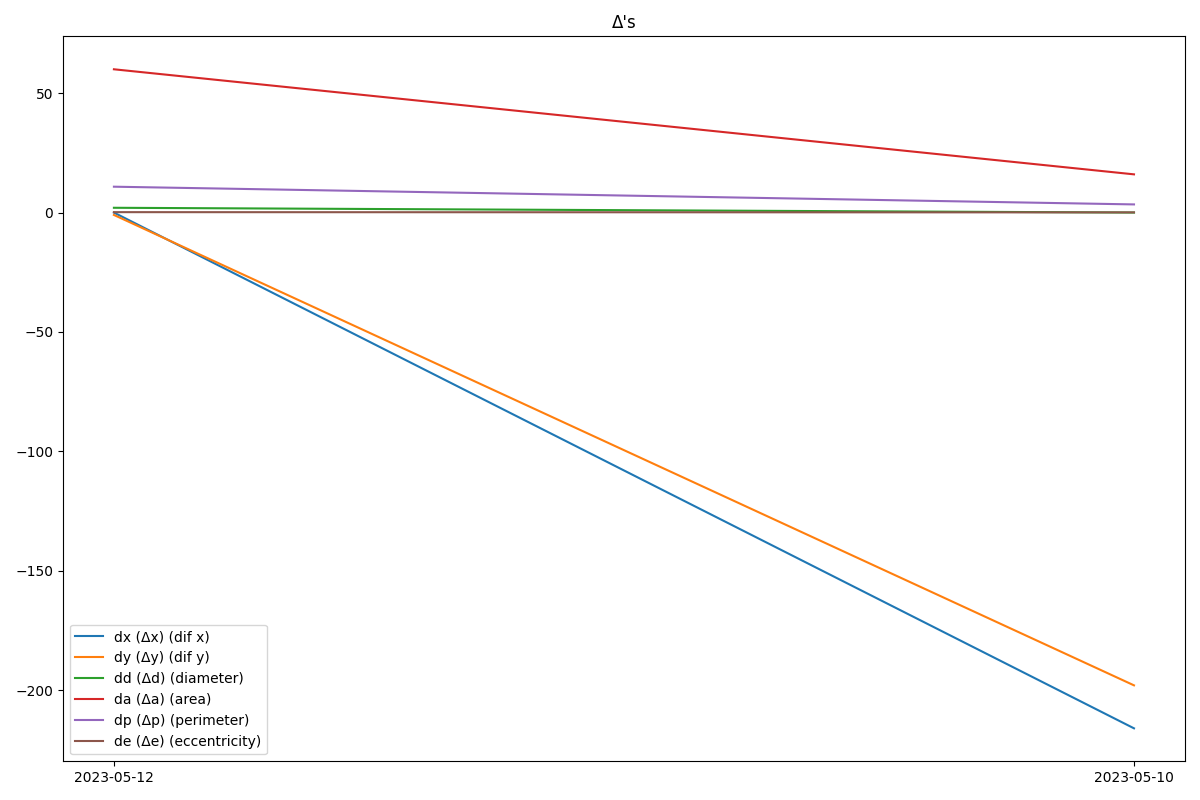 Δ's
50
0
−50
−100
−150
−200
dx (Δx) (dif x)
dy (Δy) (dif y)
dd (Δd) (diameter)
da (Δa) (area)
dp (Δp) (perimeter)
de (Δe) (eccentricity)
2023-05-12
2023-05-10